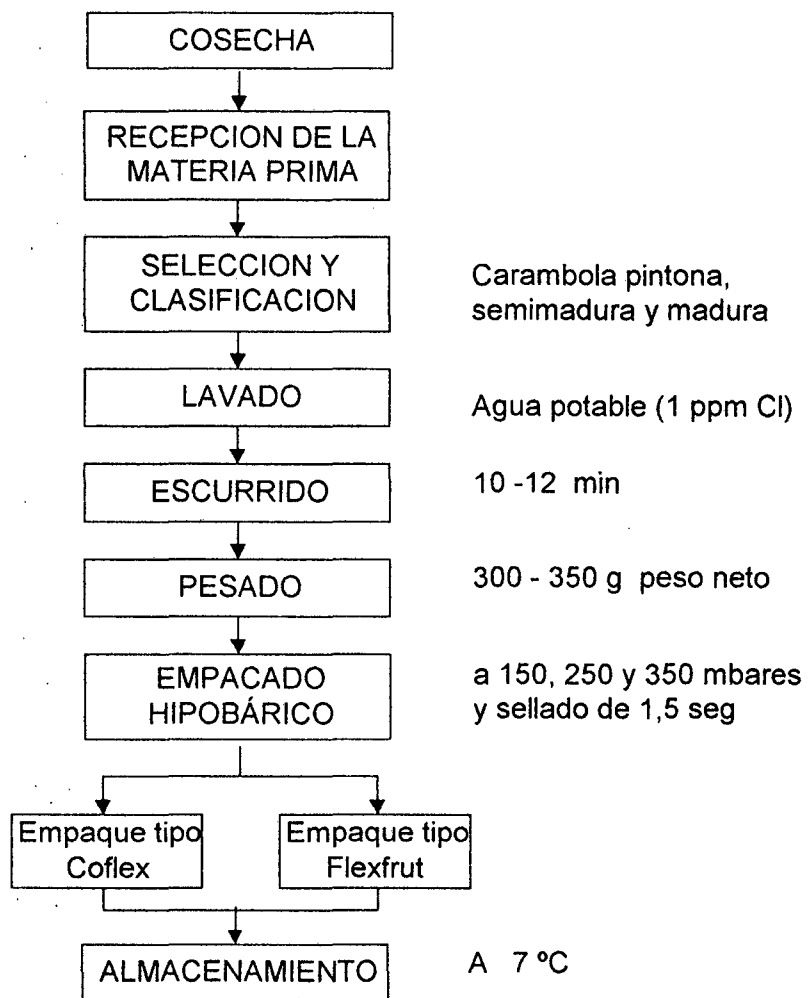 COSECHA
RECEPCION DE LA
MATERIA PRIMA
SELECCION Y
CLASIFICACION
Carambola pintona,
semimadura y madura
LAVADO
Agua potable (1 ppm Cl)
ESCURRIDO
10 -12 min
PESADO
300 - 350 g peso neto
EMPACADO
HIPOBÁRICO
a 150, 250 y 350 mbares
y sellado de 1,5 seg
Empaque tipo
Coflex
Empaque tipo
Flexfrut
ALMACENAMIENTO
A 7 ºC